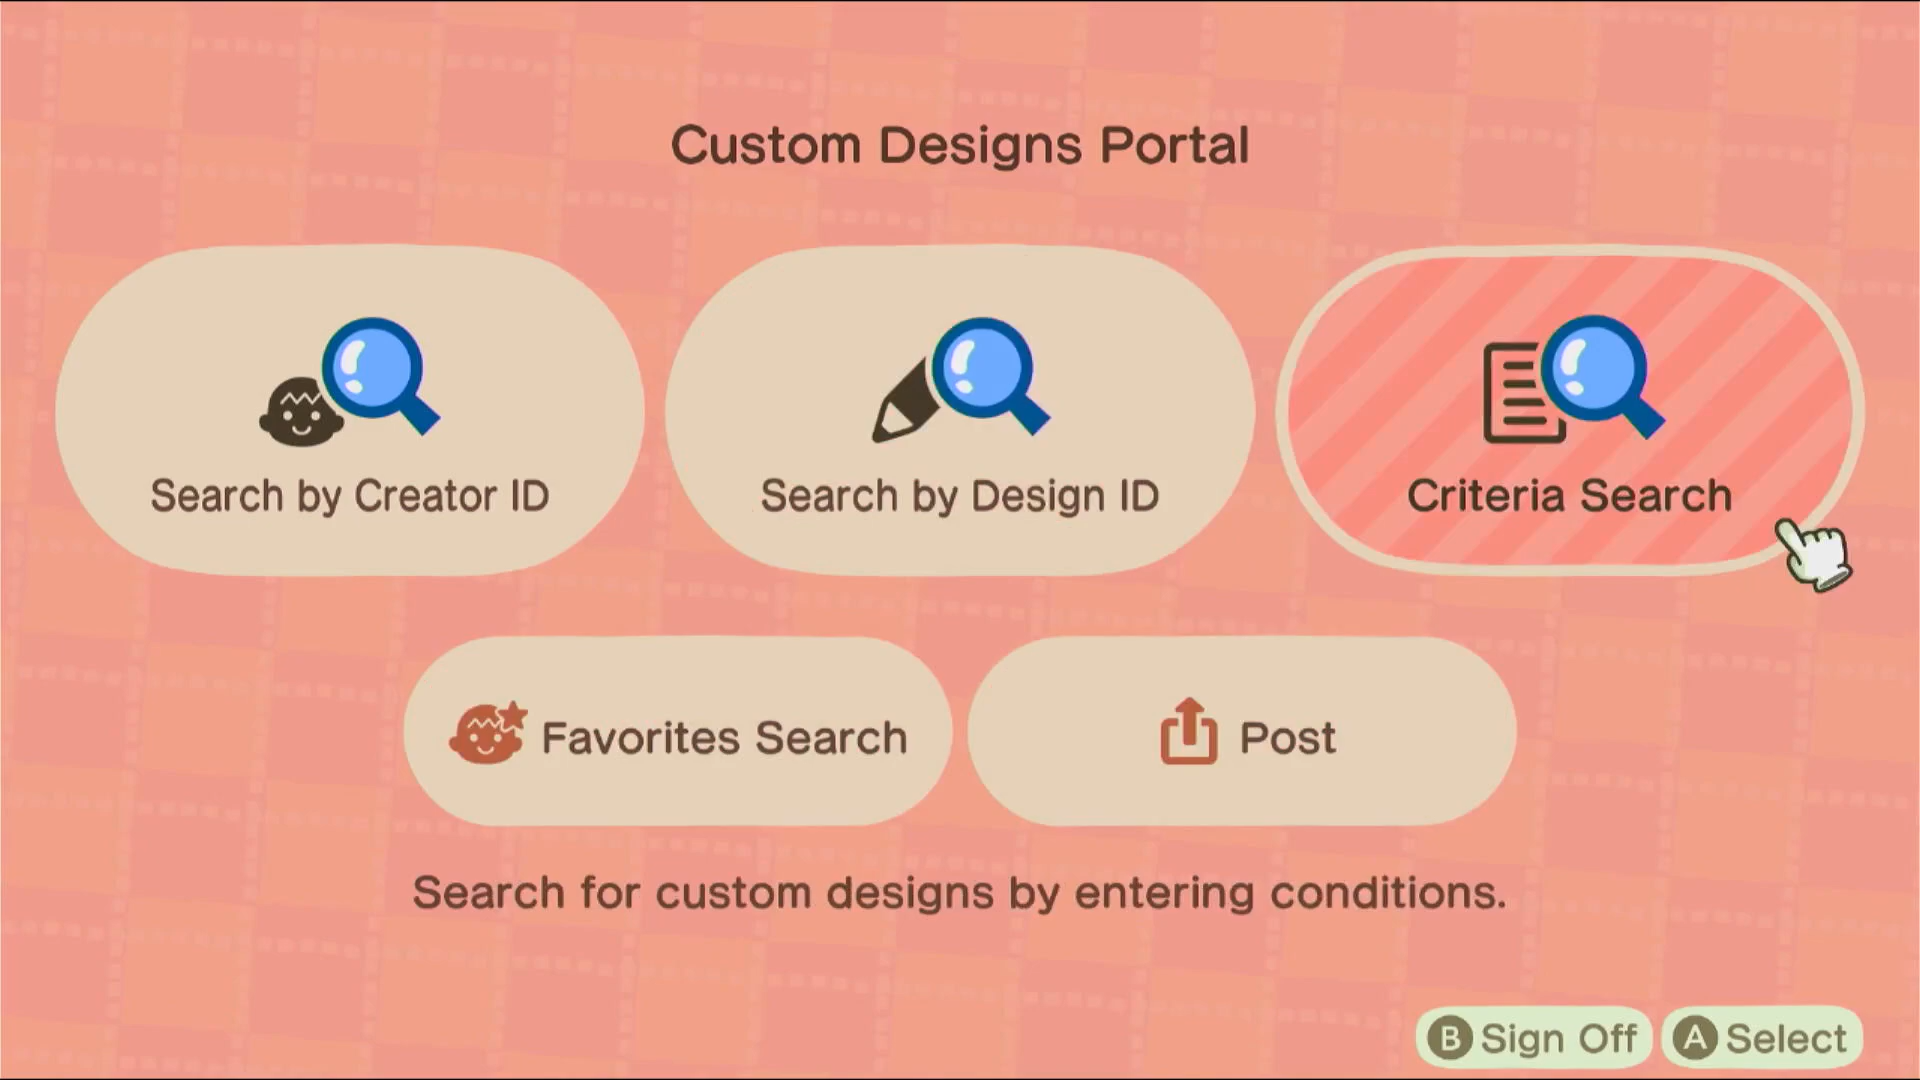 Custom Designs Portal
Search by Creator ID
Search by Design ID
Criteria Search
Favorites Search
Post
Search for custom designs by entering conditions.
B Sign Off
A Select